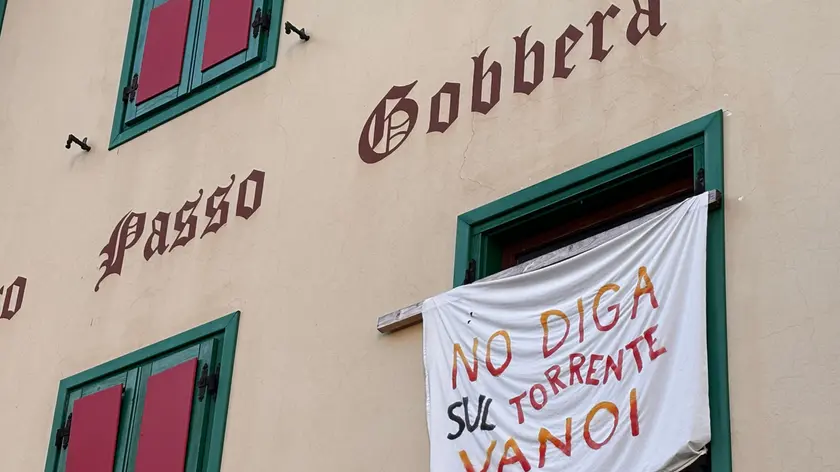 Passo Gobbera
NO DIGA
SUL TORRENTE
VANOI